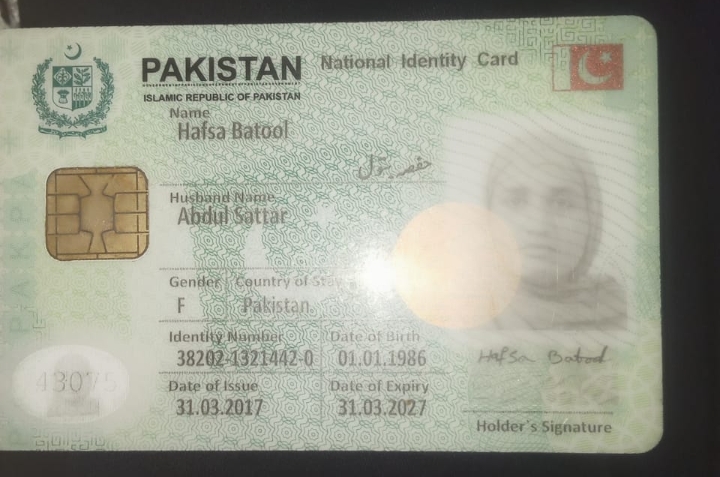 PAKISTAN National Identity Card
ISLAMIC REPUBLIC OF PAKISTAN
Name
Hafsa Batool
حفصہ بتول
Husband Name
Abdul Sattar
Gender Country of Stay
F Pakistan
Identity Number Date of Birth
38202-1321442-0 01.01.1986
Date of Issue Date of Expiry
31.03.2017 31.03.2027
Hafsa Batool
Holder's Signature